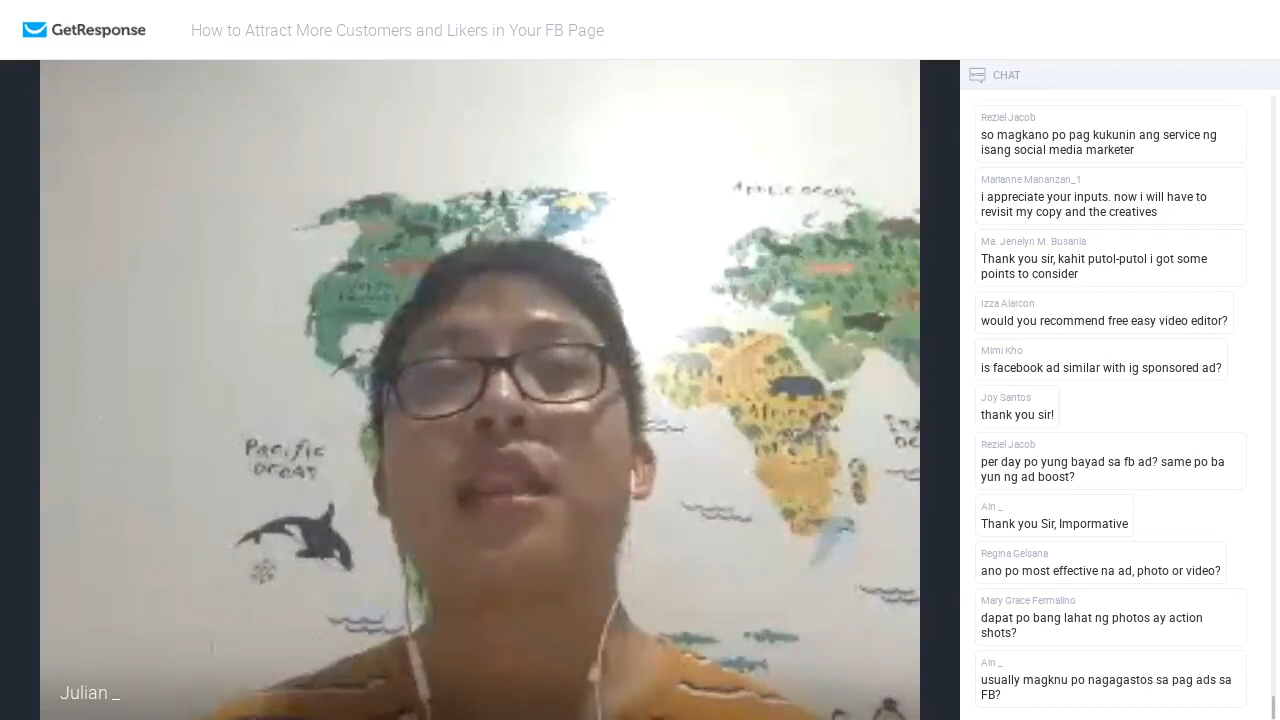 GetResponse
How to Attract More Customers and Likers in Your FB Page
CHAT
Reziel Jacob
so magkano po pag kukunin ang service ng
isang social media marketer
Marianne Mananzan_1
i appreciate your inputs. now i will have to
revisit my copy and the creatives
Ma. Jenelyn M. Busania
Thank you sir, kahit putol-putol i got some
points to consider
Izza Alarcon
would you recommend free easy video editor?
Mimi Kho
is facebook ad similar with ig sponsored ad?
Joy Santos
thank you sir!
Reziel Jacob
per day po yung bayad sa fb ad? same po ba
yun ng ad boost?
Ain _
Thank you Sir, Impormative
Regina Gelsana
ano po most effective na ad, photo or video?
Mary Grace Fermalino
dapat po bang lahat ng photos ay action
shots?
Ain _
usually magknu po nagagastos sa pag ads sa
FB?
Pacific
Ocean
Africa
Julian _